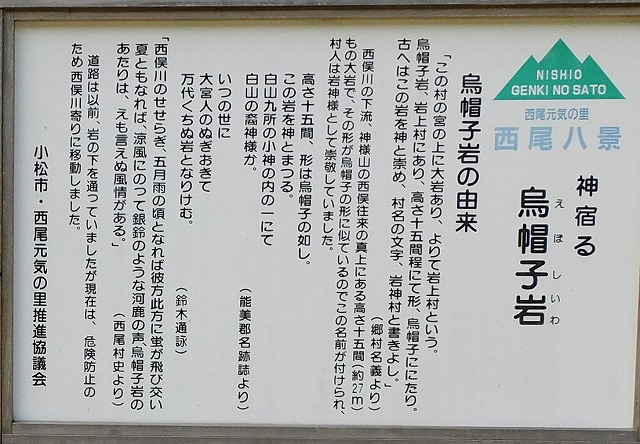 NISHIO
GENKI NO SATO
西尾元気の里
西尾八景
神宿る
烏帽子岩
えぼしいわ
烏帽子岩の由来
「この村の宮の上に大岩あり、よりて岩上村という。
烏帽子岩、岩上村にあり、高さ十五間程にて形、烏帽子ににたり。
古へはこの岩を神と崇め、村名の文字、岩神村と書きよし。」
(郷村名義より)
西俣川の下流、神様山の西俣往来の真上にある高さ十五間(約27m)
もの大岩で、その形が烏帽子の形に似ているのでこの名前が付けられ、
村人は岩神様として崇敬していました。
高さ十五間、形は烏帽子の如し。
この岩を神とまつる。
白山九所の小神の内の一にて
白山の裔神様か。
(能美郡名跡誌より)
いつの世に
大宮人のぬぎおきて
万代くちぬ岩となりけむ。
(鈴木通詠)
「西俣川のせせらぎ、五月雨の頃となれば彼方此方に蛍が飛び交い
夏ともなれば、涼風にのって銀鈴のような河鹿の声、烏帽子岩の
あたりは、えも言えぬ風情がある。」
(西尾村史より)
道路は以前、岩の下を通っていましたが現在は、危険防止の
ため西俣川寄りに移動しました。
小松市・西尾元気の里推進協議会